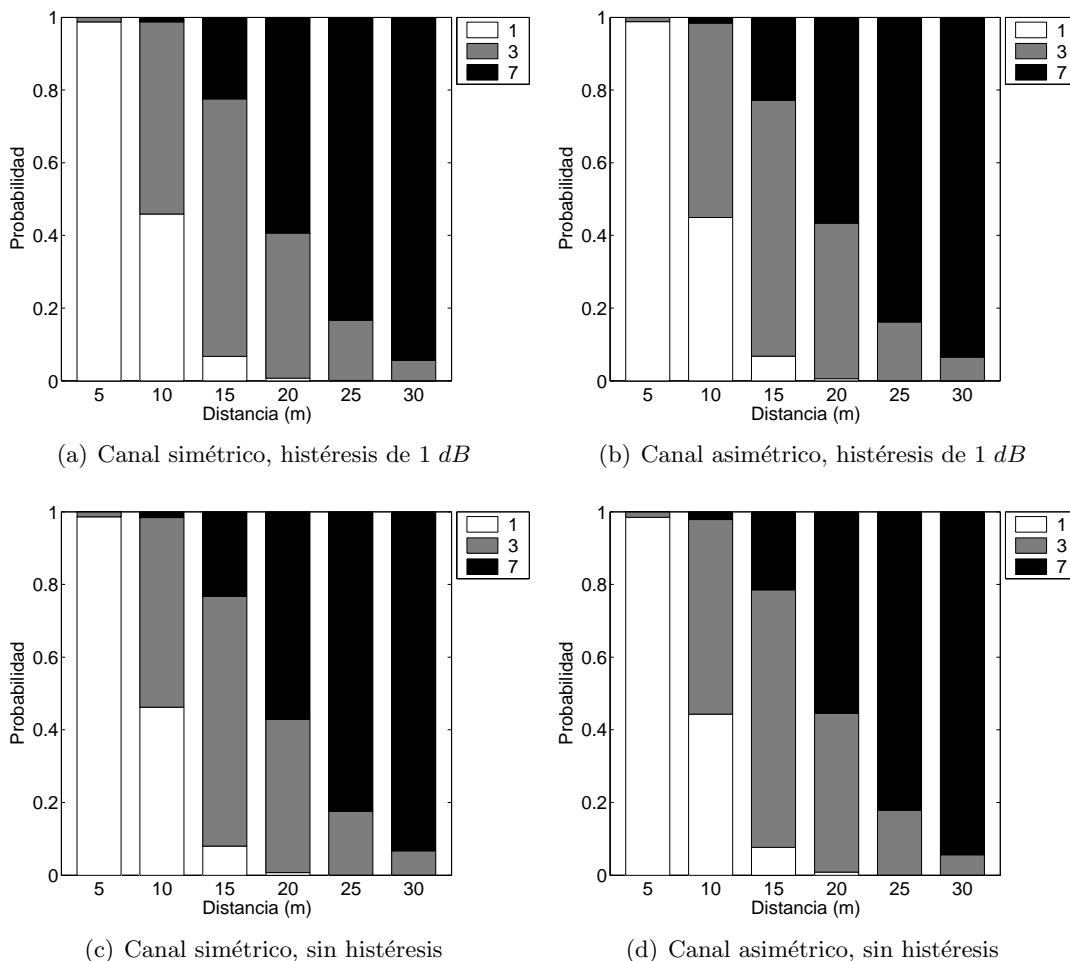 1
0.8
0.6
0.4
0.2
0
Probabilidad
5 10 15 20 25 30
Distancia (m)
1
3
7
(a) Canal simétrico, histéresis de 1 dB
1
0.8
0.6
0.4
0.2
0
Probabilidad
5 10 15 20 25 30
Distancia (m)
1
3
7
(b) Canal asimétrico, histéresis de 1 dB
1
0.8
0.6
0.4
0.2
0
Probabilidad
5 10 15 20 25 30
Distancia (m)
1
3
7
(c) Canal simétrico, sin histéresis
1
0.8
0.6
0.4
0.2
0
Probabilidad
5 10 15 20 25 30
Distancia (m)
1
3
7
(d) Canal asimétrico, sin histéresis